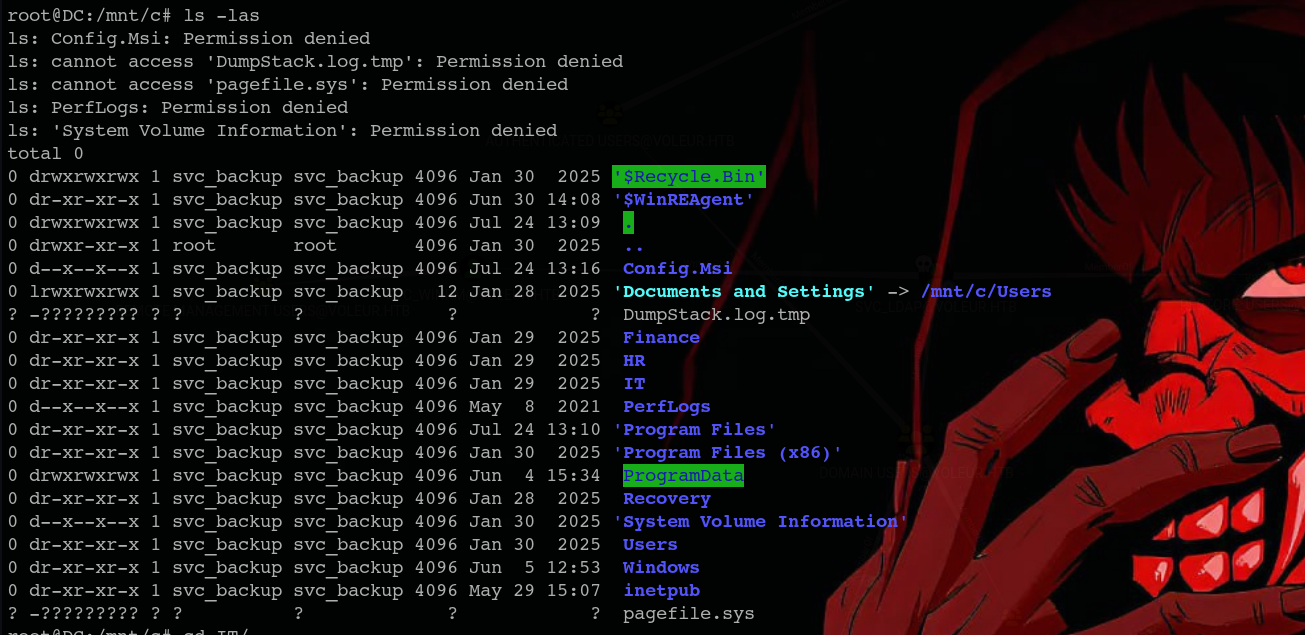 root@DC:/mnt/c# ls -las
ls: Config.Msi: Permission denied
ls: cannot access 'DumpStack.log.tmp': Permission denied
ls: cannot access 'pagefile.sys': Permission denied
ls: PerfLogs: Permission denied
ls: 'System Volume Information': Permission denied
total 0
0 drwxrwxrwx 1 svc_backup svc_backup 4096 Jan 30  2025 '$Recycle.Bin'
0 dr-xr-xr-x 1 svc_backup svc_backup 4096 Jun 30 14:08 '$WinREAgent'
0 drwxrwxrwx 1 svc_backup svc_backup 4096 Jul 24 13:09  .
0 drwxr-xr-x 1 root       root       4096 Jan 30  2025  ..
0 d--x--x--x 1 svc_backup svc_backup 4096 Jul 24 13:16  Config.Msi
0 lrwxrwxrwx 1 svc_backup svc_backup   12 Jan 28  2025 'Documents and Settings' -> /mnt/c/Users
? -????????? ? ?          ?             ?            ?  DumpStack.log.tmp
0 dr-xr-xr-x 1 svc_backup svc_backup 4096 Jan 29  2025  Finance
0 dr-xr-xr-x 1 svc_backup svc_backup 4096 Jan 29  2025  HR
0 dr-xr-xr-x 1 svc_backup svc_backup 4096 Jan 29  2025  IT
0 d--x--x--x 1 svc_backup svc_backup 4096 May  8  2021  PerfLogs
0 dr-xr-xr-x 1 svc_backup svc_backup 4096 Jul 24 13:10 'Program Files'
0 dr-xr-xr-x 1 svc_backup svc_backup 4096 Jan 30  2025 'Program Files (x86)'
0 drwxrwxrwx 1 svc_backup svc_backup 4096 Jun  4 15:34  ProgramData
0 dr-xr-xr-x 1 svc_backup svc_backup 4096 Jan 28  2025  Recovery
0 d--x--x--x 1 svc_backup svc_backup 4096 Jan 30  2025 'System Volume Information'
0 dr-xr-xr-x 1 svc_backup svc_backup 4096 Jan 30  2025  Users
0 dr-xr-xr-x 1 svc_backup svc_backup 4096 Jun  5 12:53  Windows
0 dr-xr-xr-x 1 svc_backup svc_backup 4096 May 29 15:07  inetpub
? -????????? ? ?          ?             ?            ?  pagefile.sys
root@DC:/mnt/c# cd IT/